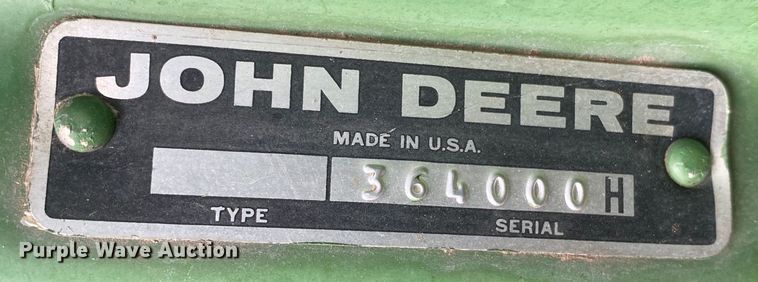 JOHN DEERE
MADE IN U.S.A.
364000H
TYPE SERIAL
Purple Wave Auction